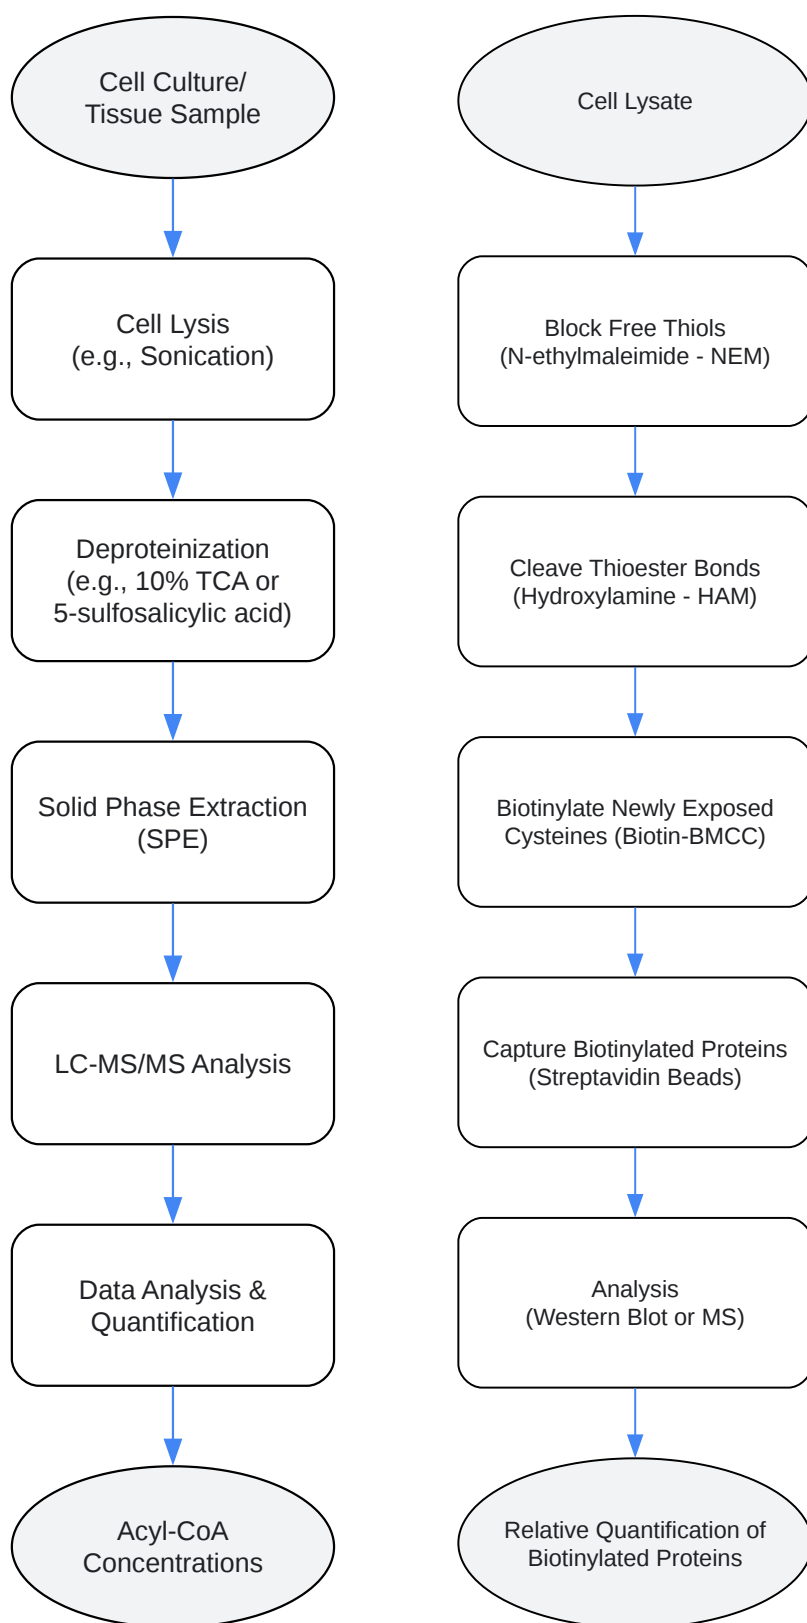 Cell Culture/
Tissue Sample
Cell Lysis
(e.g., Sonication)
Deproteinization
(e.g., 10% TCA or
5-sulfosalicylic acid)
Solid Phase Extraction
(SPE)
LC-MS/MS Analysis
Data Analysis &
Quantification
Acyl-CoA
Concentrations
Cell Lysate
Block Free Thiols
(N-ethylmaleimide - NEM)
Cleave Thioester Bonds
(Hydroxylamine - HAM)
Biotinylate Newly Exposed
Cysteines (Biotin-BMCC)
Capture Biotinylated Proteins
(Streptavidin Beads)
Analysis
(Western Blot or MS)
Relative Quantification of
Biotinylated Proteins